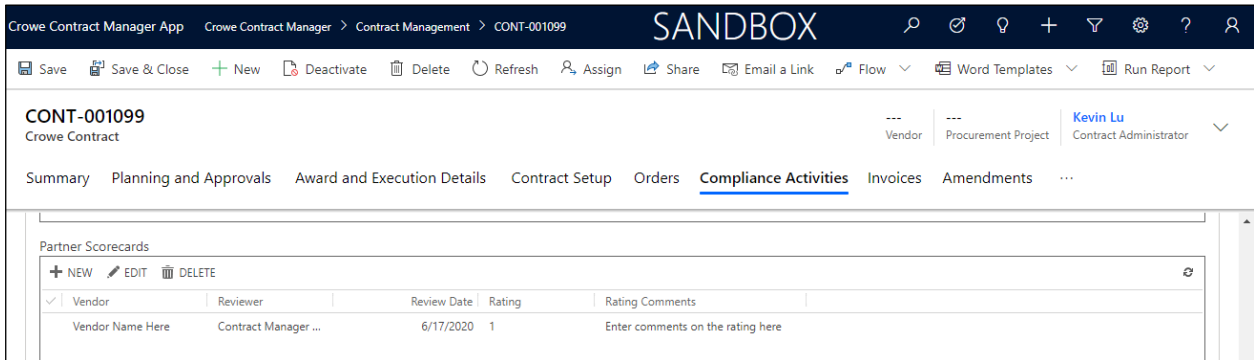 Crowe Contract Manager App Crowe Contract Manager > Contract Management > CONT-001099 SANDBOX
Save Save & Close New Deactivate Delete Refresh Assign Share Email a Link Flow Word Templates Run Report
CONT-001099
Crowe Contract
--- --- Kevin Lu
Vendor Procurement Project Contract Administrator
Summary Planning and Approvals Award and Execution Details Contract Setup Orders Compliance Activities Invoices Amendments ...
Partner Scorecards
NEW EDIT DELETE
Vendor Reviewer Review Date Rating Rating Comments
Vendor Name Here Contract Manager ... 6/17/2020 1 Enter comments on the rating here